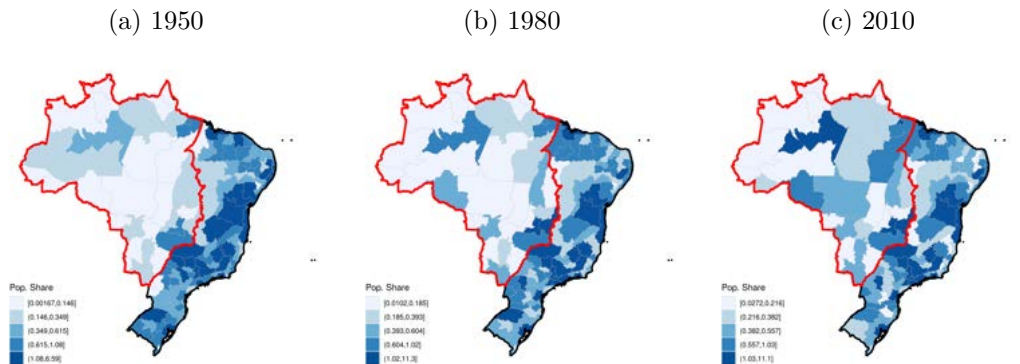 (a) 1950
(b) 1980
(c) 2010
Pop. Share
[0.00167,0.146]
(0.146,0.349]
(0.349,0.615]
(0.615,1.08]
(1.08,6.59]
Pop. Share
[0.0102,0.185]
(0.185,0.393]
(0.393,0.604]
(0.604,1.02]
(1.02,11.3]
Pop. Share
[0.0272,0.216]
(0.216,0.382]
(0.382,0.557]
(0.557,1.03]
(1.03,11.1]